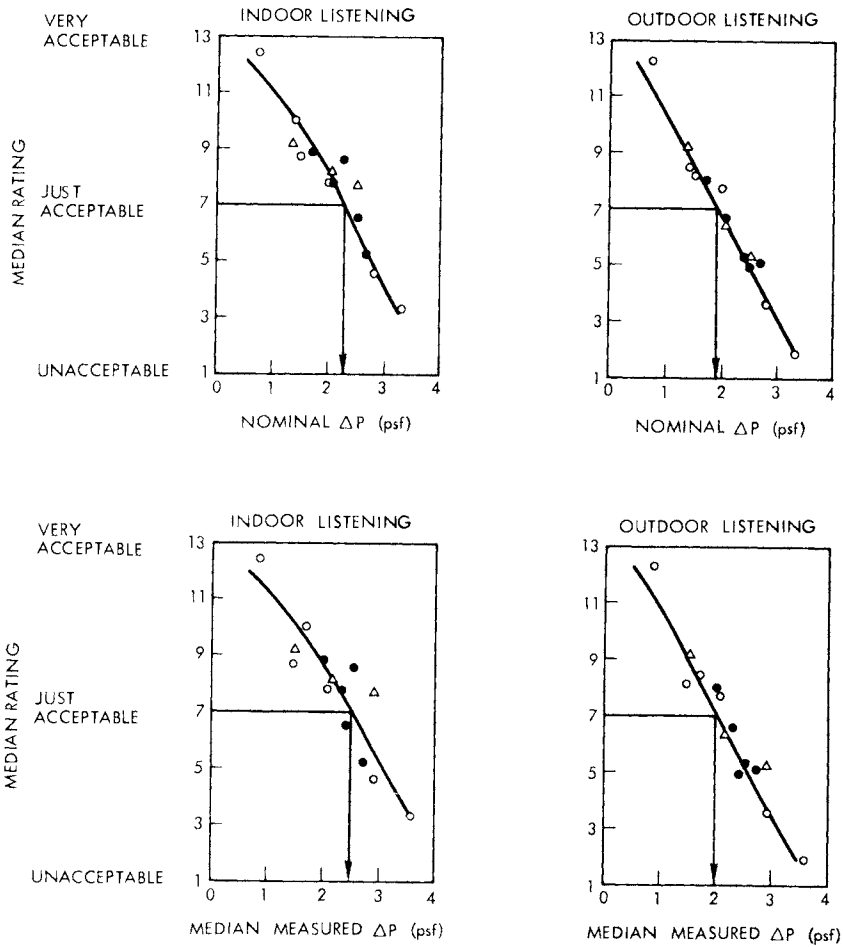 INDOOR LISTENING
VERY
ACCEPTABLE
13
11
9
JUST
ACCEPTABLE
7
5
3
UNACCEPTABLE
1
0 1 2 3 4
NOMINAL ΔP (psf)
MEDIAN RATING
OUTDOOR LISTENING
13
11
9
7
5
3
1
0 1 2 3 4
NOMINAL ΔP (psf)
INDOOR LISTENING
VERY
ACCEPTABLE
13
11
9
JUST
ACCEPTABLE
7
5
3
UNACCEPTABLE
1
0 1 2 3 4
MEDIAN MEASURED ΔP (psf)
MEDIAN RATING
OUTDOOR LISTENING
13
11
9
7
5
3
1
0 1 2 3 4
MEDIAN MEASURED ΔP (psf)